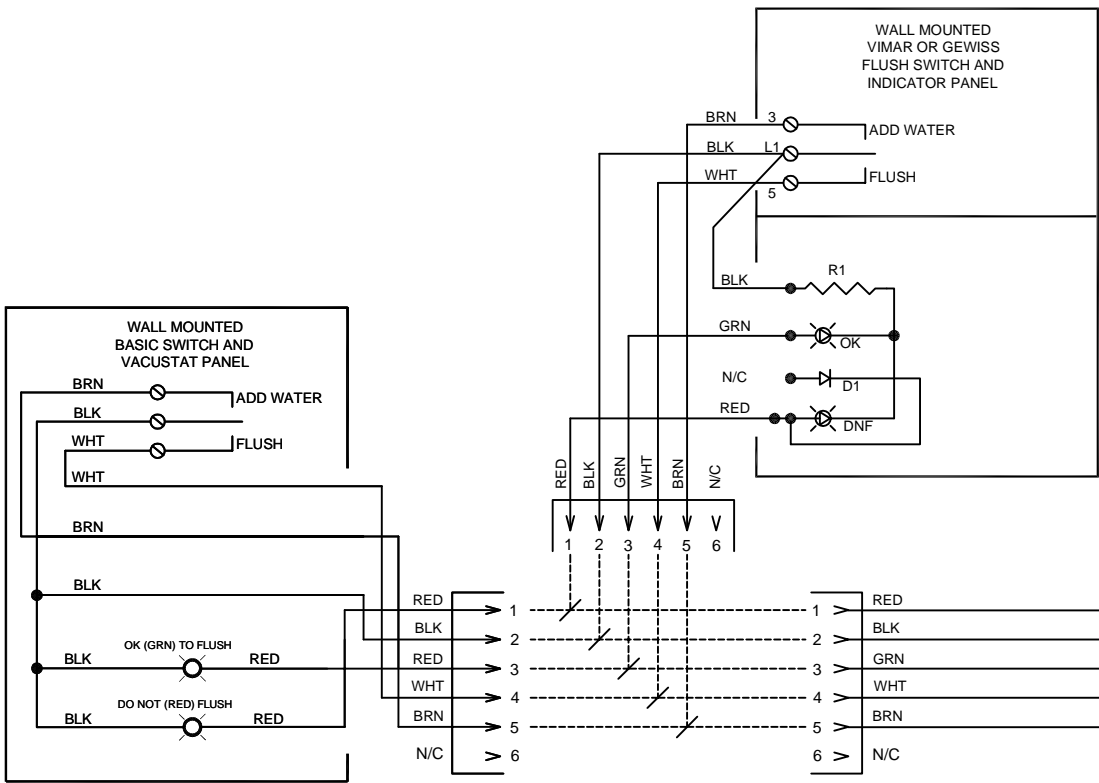 WALL MOUNTED
VIMAR OR GEWISS
FLUSH SWITCH AND
INDICATOR PANEL
BRN 3 ADD WATER
BLK L1
WHT 5 FLUSH
BLK R1
GRN OK
N/C D1
RED DNF
WALL MOUNTED
BASIC SWITCH AND
VACUSTAT PANEL
BRN ADD WATER
BLK
WHT FLUSH
WHT
BRN
BLK
OK (GRN) TO FLUSH
BLK RED
DO NOT (RED) FLUSH
BLK RED
RED BLK GRN WHT BRN N/C
1 2 3 4 5 6
RED 1 1 RED
BLK 2 2 BLK
RED 3 3 GRN
WHT 4 4 WHT
BRN 5 5 BRN
N/C 6 6 N/C